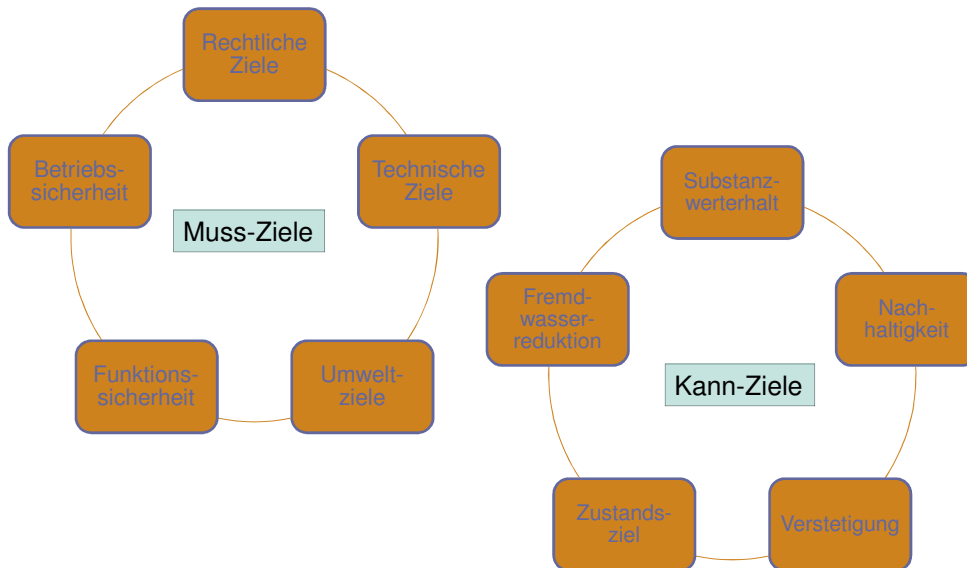 Rechtliche
Ziele
Betriebs-
sicherheit
Technische
Ziele
Muss-Ziele
Funktions-
sicherheit
Umwelt-
ziele
Substanz-
werterhalt
Fremd-
wasser-
reduktion
Nach-
haltigkeit
Kann-Ziele
Zustands-
ziel
Verstetigung